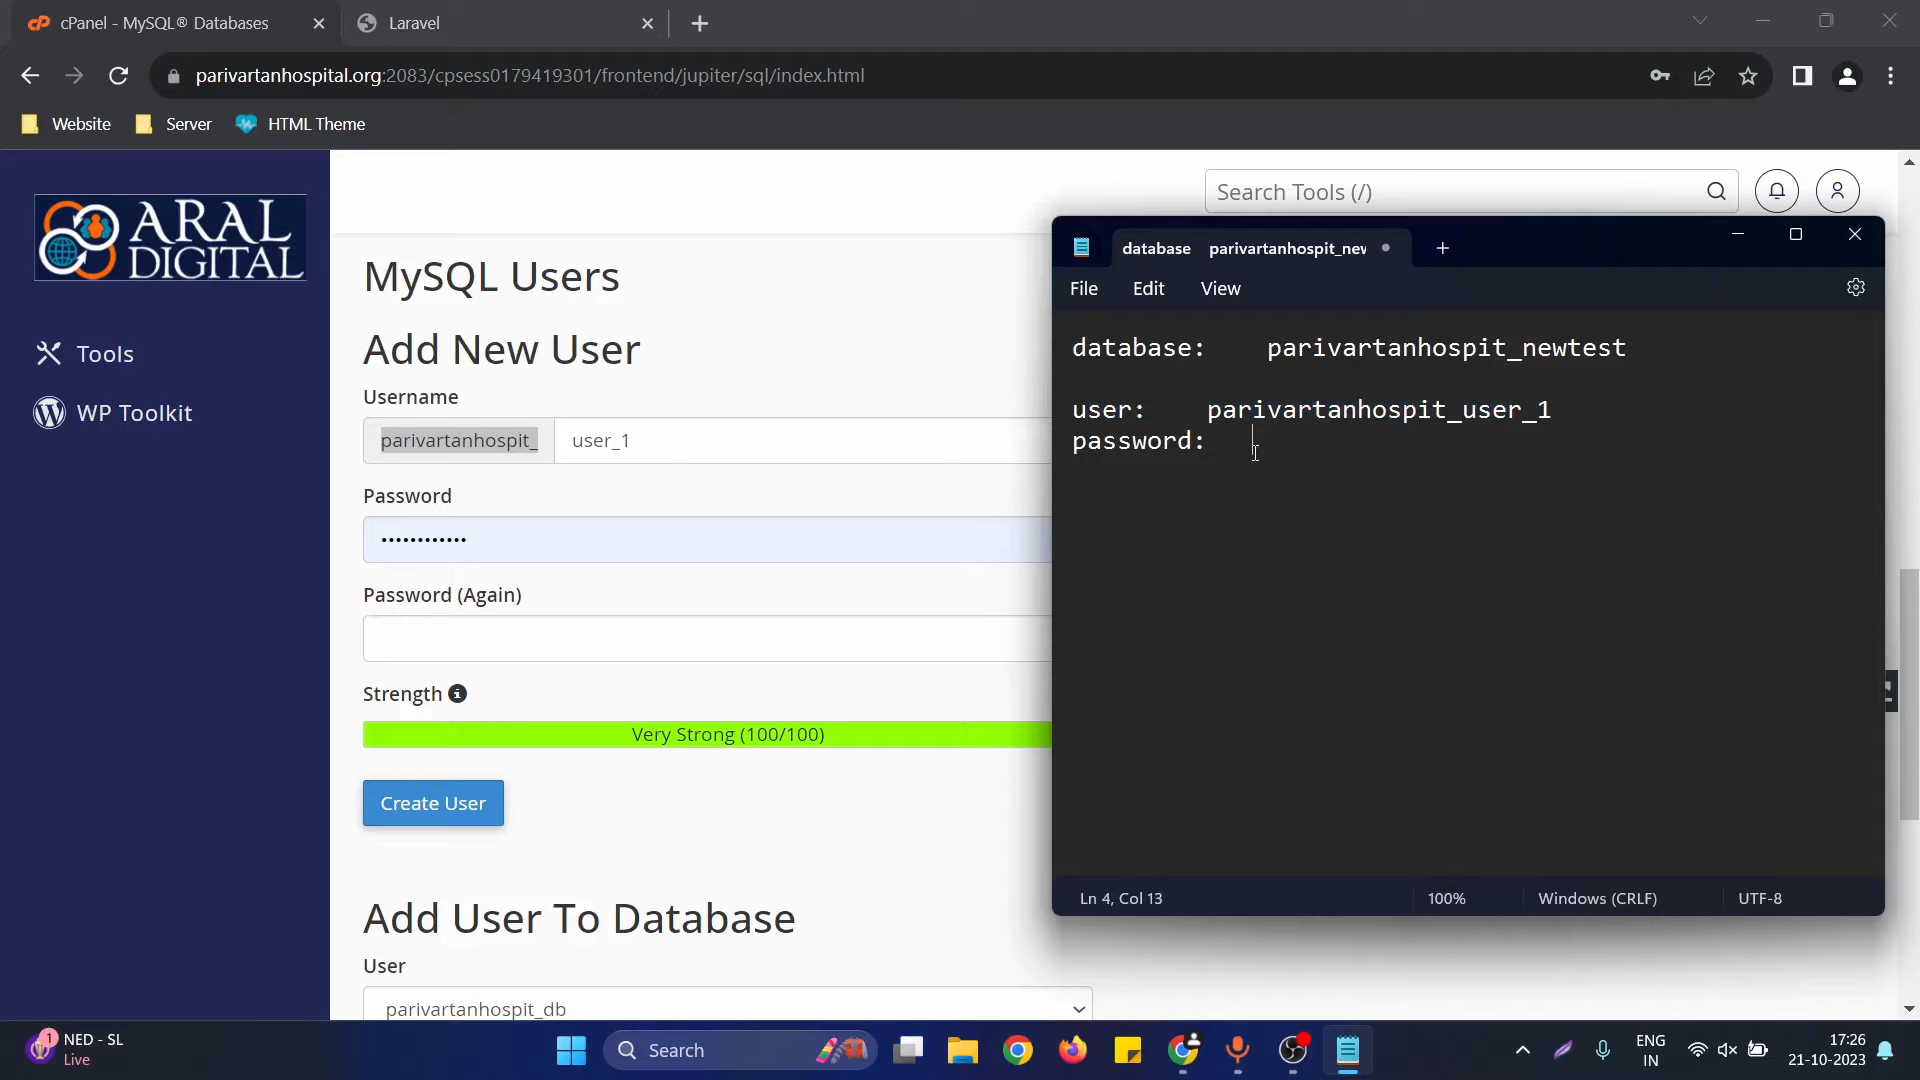 cPanel - MySQL® Databases
Laravel
parivartanhospital.org:2083/cpsess0179419301/frontend/jupiter/sql/index.html
Website
Server
HTML Theme
ARAL
DIGITAL
Tools
WP Toolkit
Search Tools (/)
MySQL Users
Add New User
Username
parivartanhospit_
user_1
Password
••••••••••••
Password (Again)
Strength
Very Strong (100/100)
Create User
Add User To Database
User
parivartanhospit_db
database    parivartanhospit_new
File
Edit
View
database:    parivartanhospit_newtest
user:    parivartanhospit_user_1
password:
Ln 4, Col 13
100%
Windows (CRLF)
UTF-8
1
NED - SL
Live
Search
ENG
IN
17:26
21-10-2023